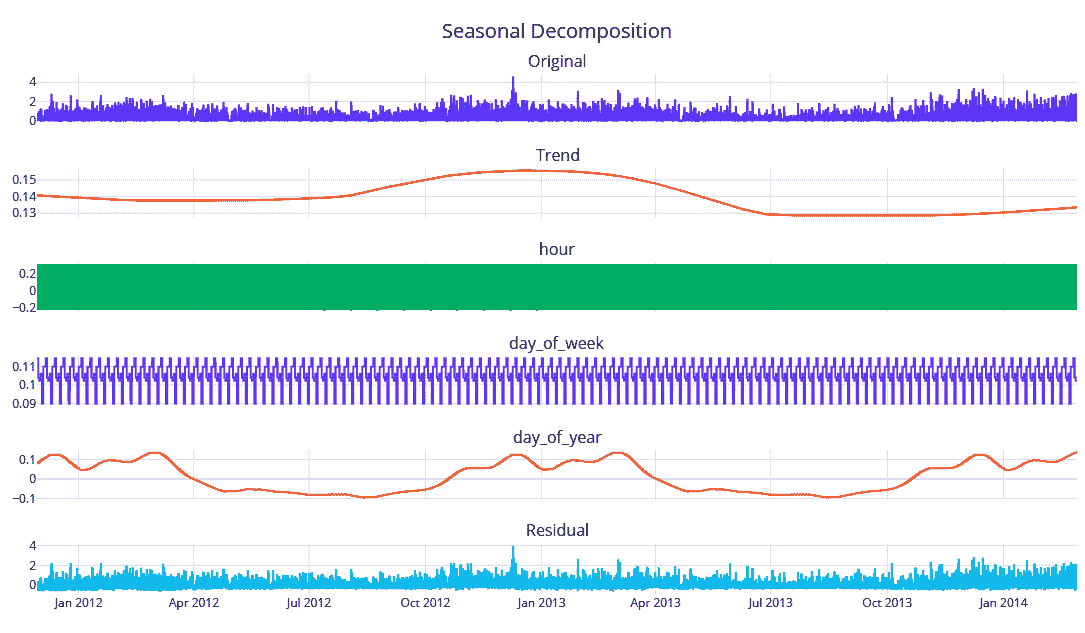 Seasonal Decomposition
Original
4
2
0
Trend
0.15
0.14
0.13
hour
0.2
0
−0.2
day_of_week
0.11
0.1
0.09
day_of_year
0.1
0
−0.1
Residual
4
2
0
Jan 2012 Apr 2012 Jul 2012 Oct 2012 Jan 2013 Apr 2013 Jul 2013 Oct 2013 Jan 2014